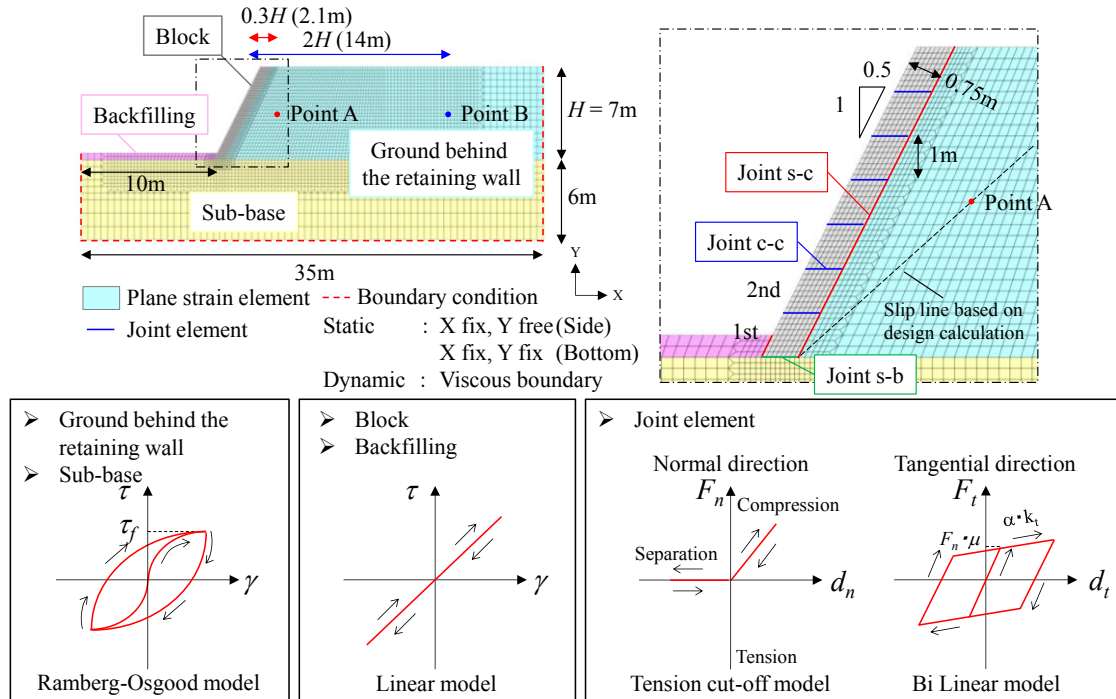 0.3H (2.1m)
2H (14m)
Block
Point A
Point B
Backfilling
H = 7m
Ground behind
the retaining wall
10m
6m
Sub-base
35m
Y
X
Plane strain element
Boundary condition
Joint element
Static : X fix, Y free (Side)
X fix, Y fix (Bottom)
Dynamic : Viscous boundary
0.5
1
0.75m
1m
Joint s-c
Point A
Joint c-c
2nd
Slip line based on
design calculation
1st
Joint s-b
➢ Ground behind the
retaining wall
➢ Sub-base
τ
τf
γ
Ramberg-Osgood model
➢ Block
➢ Backfilling
τ
γ
Linear model
➢ Joint element
Normal direction
Fn
Compression
Separation
dn
Tension
Tension cut-off model
Tangential direction
Ft
α・kt
Fn・μ
dt
Bi Linear model